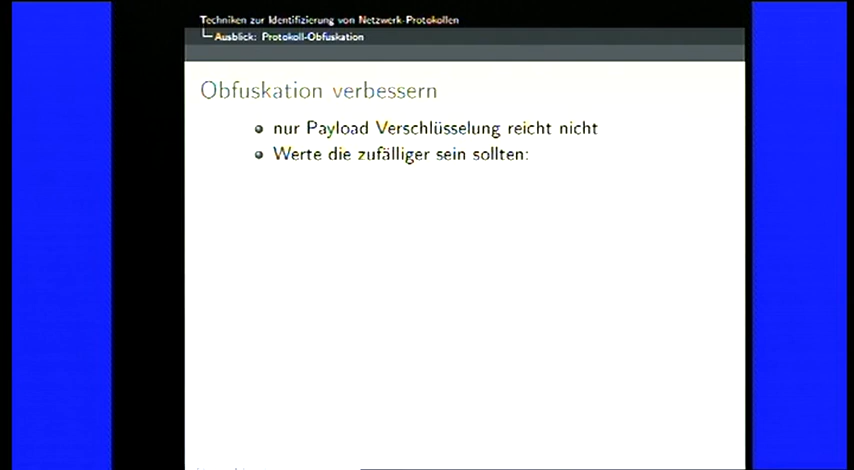 Techniken zur Identifizierung von Netzwerk-Protokollen
Ausblick: Protokoll-Obfuskation
Obfuskation verbessern
nur Payload Verschlüsselung reicht nicht
Werte die zufälliger sein sollten: